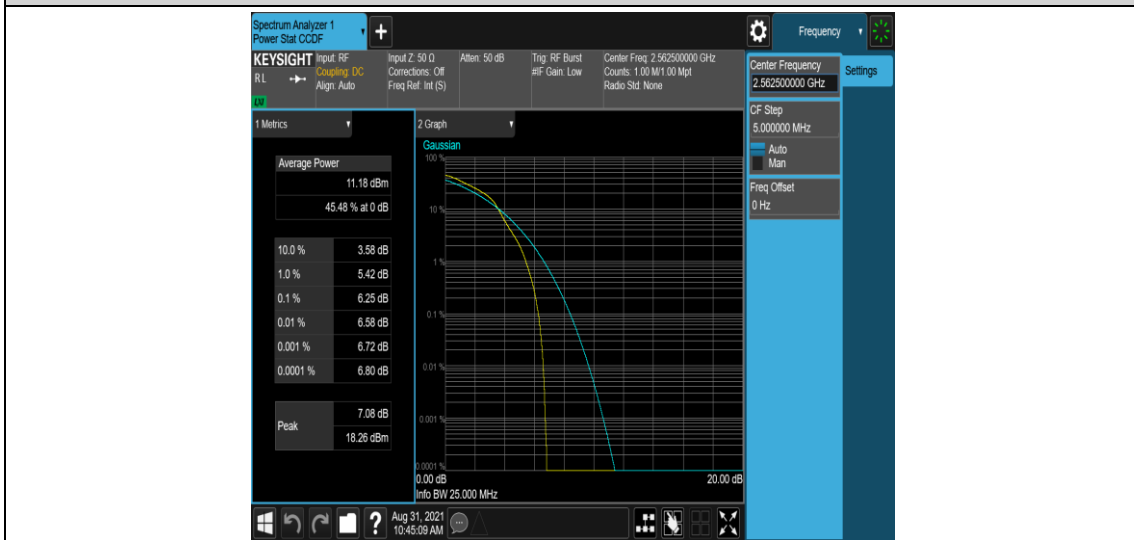 Spectrum Analyzer 1
Power Stat CCDF
+
Frequency
KEYSIGHT
RL
Input: RF
Coupling: DC
Align: Auto
Input Z: 50 Ω
Corrections: Off
Freq Ref: Int (S)
Atten: 50 dB
Trig: RF Burst
#IF Gain: Low
Center Freq: 2.562500000 GHz
Counts: 1.00 M/1.00 Mpt
Radio Std: None
Center Frequency
2.562500000 GHz
Settings
CF Step
5.000000 MHz
Auto
Man
Freq Offset
0 Hz
1 Metrics
Average Power
11.18 dBm
45.48 % at 0 dB
10.0 % 3.58 dB
1.0 % 5.42 dB
0.1 % 6.25 dB
0.01 % 6.58 dB
0.001 % 6.72 dB
0.0001 % 6.80 dB
Peak
7.08 dB
18.26 dBm
2 Graph
Gaussian
100 %
10 %
1 %
0.1 %
0.01 %
0.001 %
0.0001 %
0.00 dB
20.00 dB
Info BW 25.000 MHz
?
Aug 31, 2021
10:45:09 AM